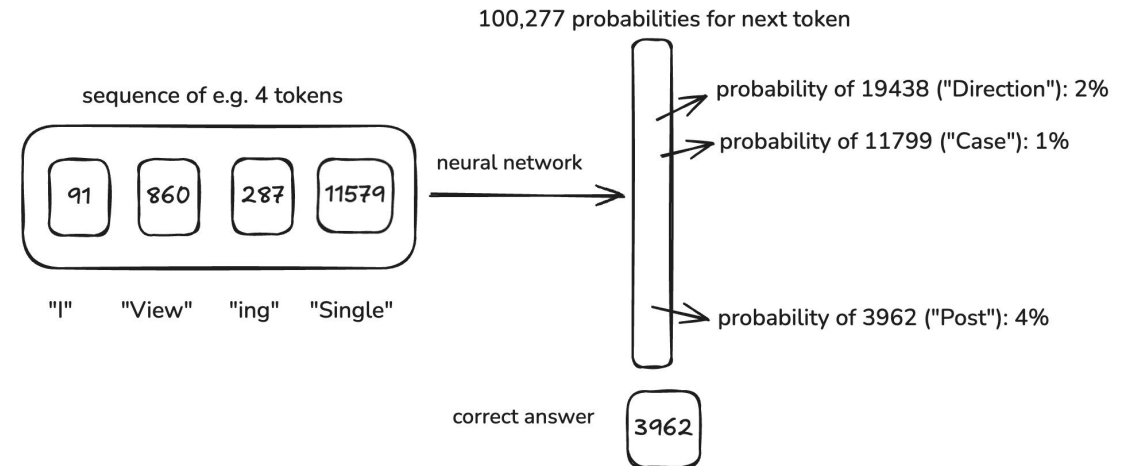 100,277 probabilities for next token
sequence of e.g. 4 tokens
probability of 19438 ("Direction"): 2%
probability of 11799 ("Case"): 1%
neural network
91 860 287 11579
"|" "View" "ing" "Single"
probability of 3962 ("Post"): 4%
correct answer
3962